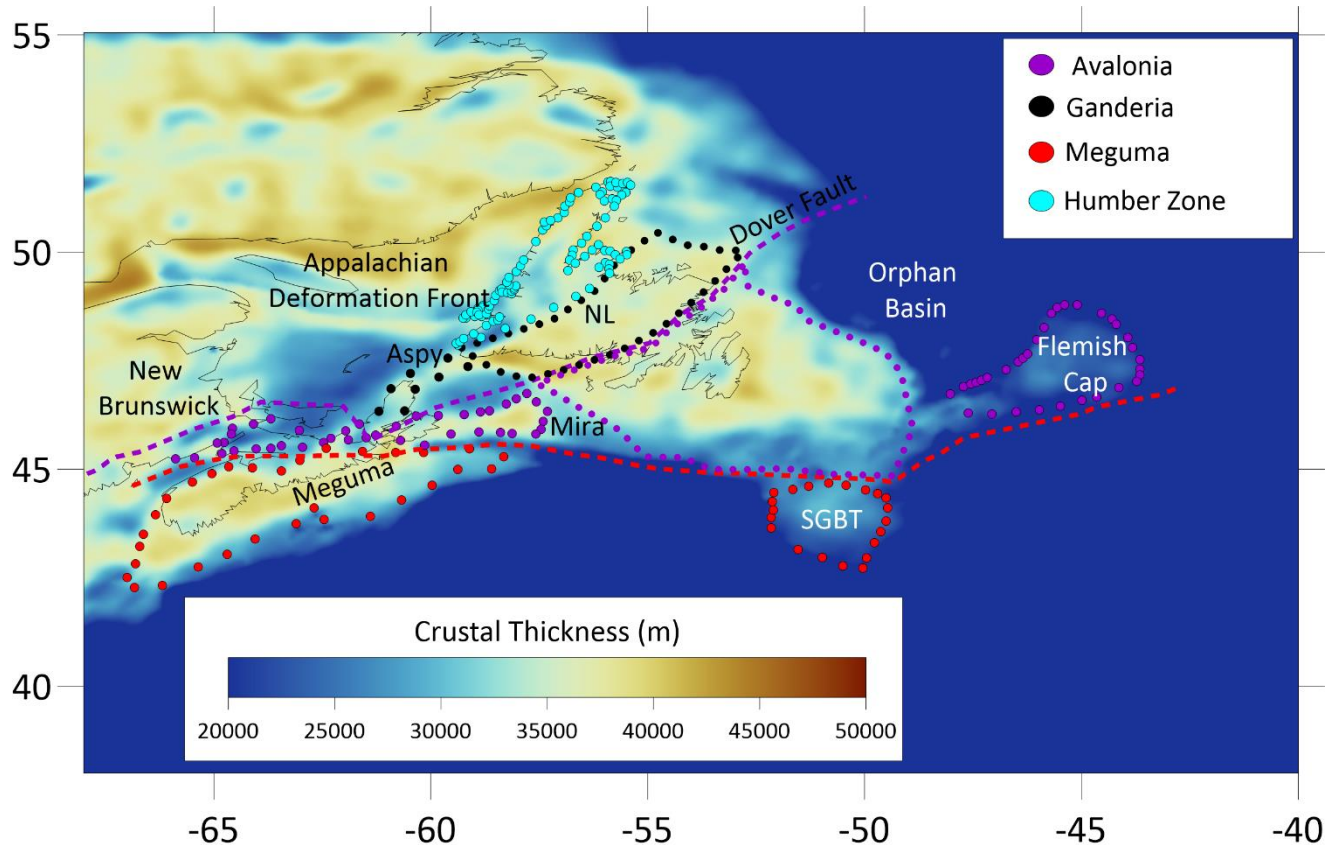 55
50
45
40
-65
-60
-55
-50
-45
-40
Avalonia
Ganderia
Meguma
Humber Zone
Dover Fault
Orphan
Basin
Appalachian
Deformation Front
NL
Flemish
Cap
Aspy
New
Brunswick
Mira
Meguma
SGBT
Crustal Thickness (m)
20000 25000 30000 35000 40000 45000 50000